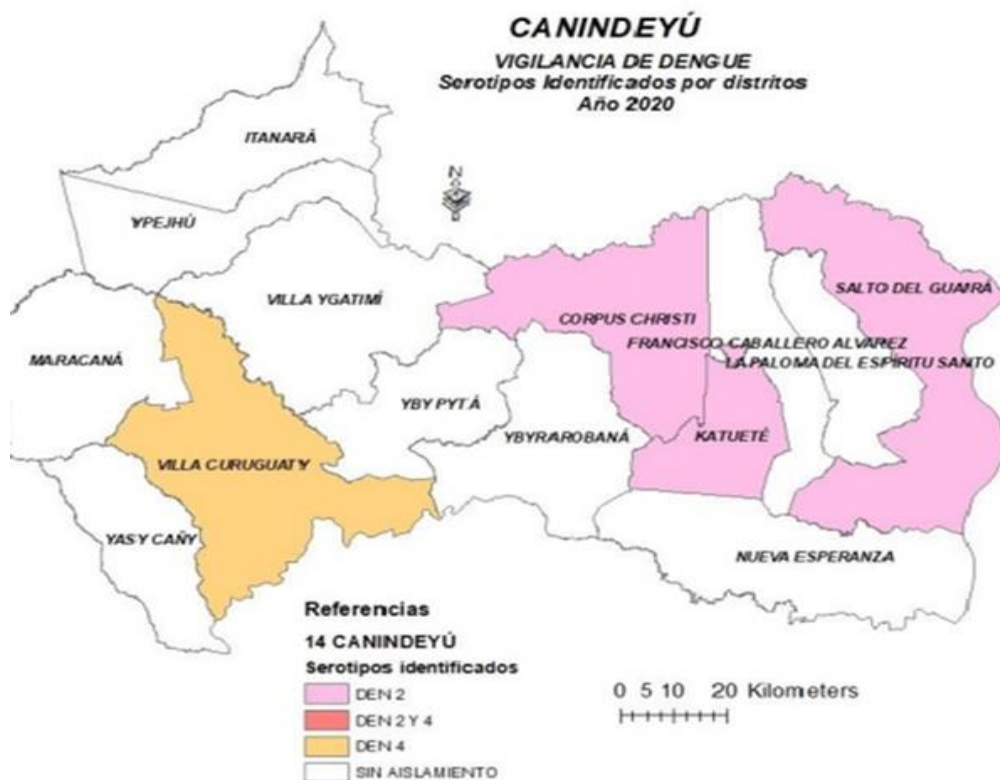 CANINDEYÚ
VIGILANCIA DE DENGUE
Serotipos Identificados por distritos
Año 2020
ITANARÁ
N
YPEJHÚ
VILLA YGATIMÍ
SALTO DEL GUAIRÁ
CORPUS CHRISTI
FRANCISCO CABALLERO ALVAREZ
MARACANÁ
LA PALOMA DEL ESPIRITU SANTO
YBY PYTÁ
YBYRAROBANÁ
KATUETÉ
VILLA CURUGUATY
YASY CAÑY
NUEVA ESPERANZA
Referencias
14 CANINDEYÚ
Serotipos identificados
DEN 2
DEN 2 Y 4
DEN 4
SIN AISLAMIENTO
0 5 10 20 Kilometers